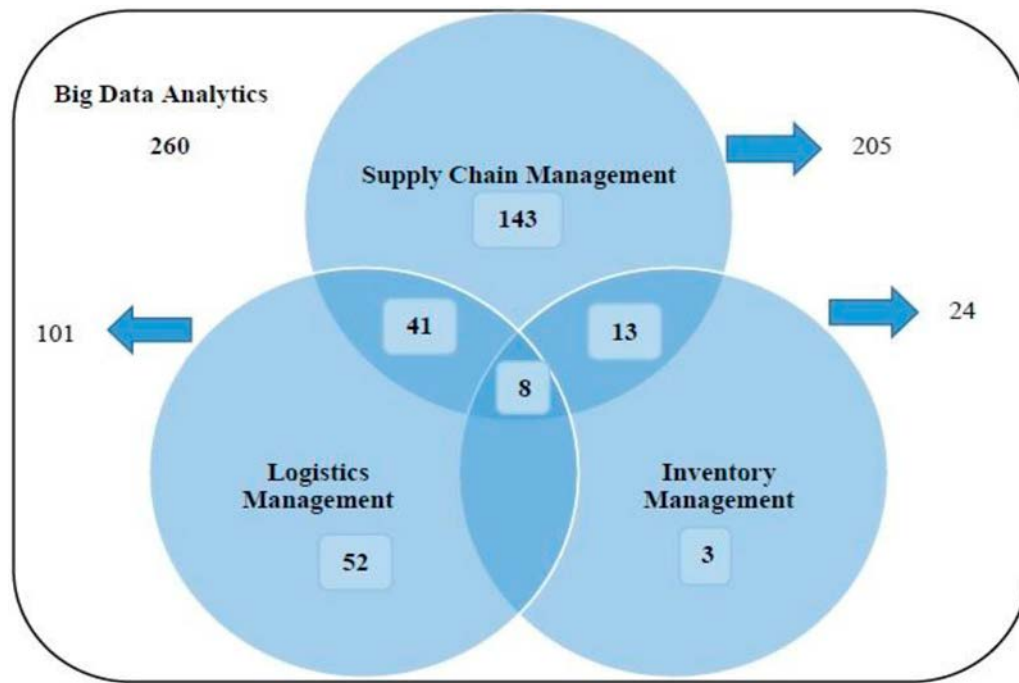 Big Data Analytics
260
205
Supply Chain Management
143
101
24
41
13
8
Logistics
Management
Inventory
Management
52
3